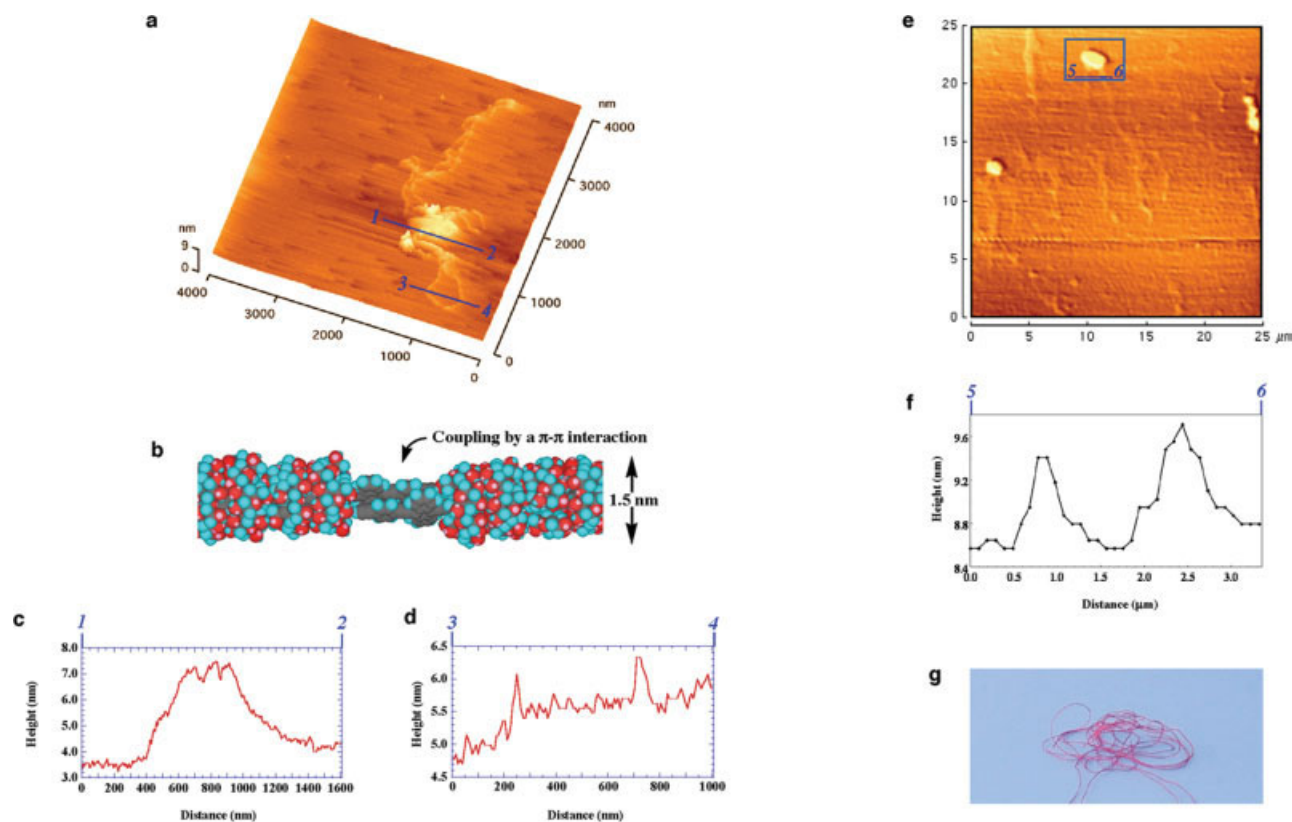 a
nm
4000
3000
2000
1000
0
nm
9
0
4000
3000
2000
1000
0
1
2
3
4
b
Coupling by a π-π interaction
1.5 nm
c
1
2
8.0
7.0
6.0
5.0
4.0
3.0
Height (nm)
0 200 400 600 800 1000 1200 1400 1600
Distance (nm)
d
3
4
6.5
6.0
5.5
5.0
4.5
Height (nm)
0 200 400 600 800 1000
Distance (nm)
e
25
20
15
10
5
0
5 6
0 5 10 15 20 25 μm
f
5
6
9.6
9.2
8.8
8.4
Height (nm)
0.0 0.5 1.0 1.5 2.0 2.5 3.0
Distance (μm)
g